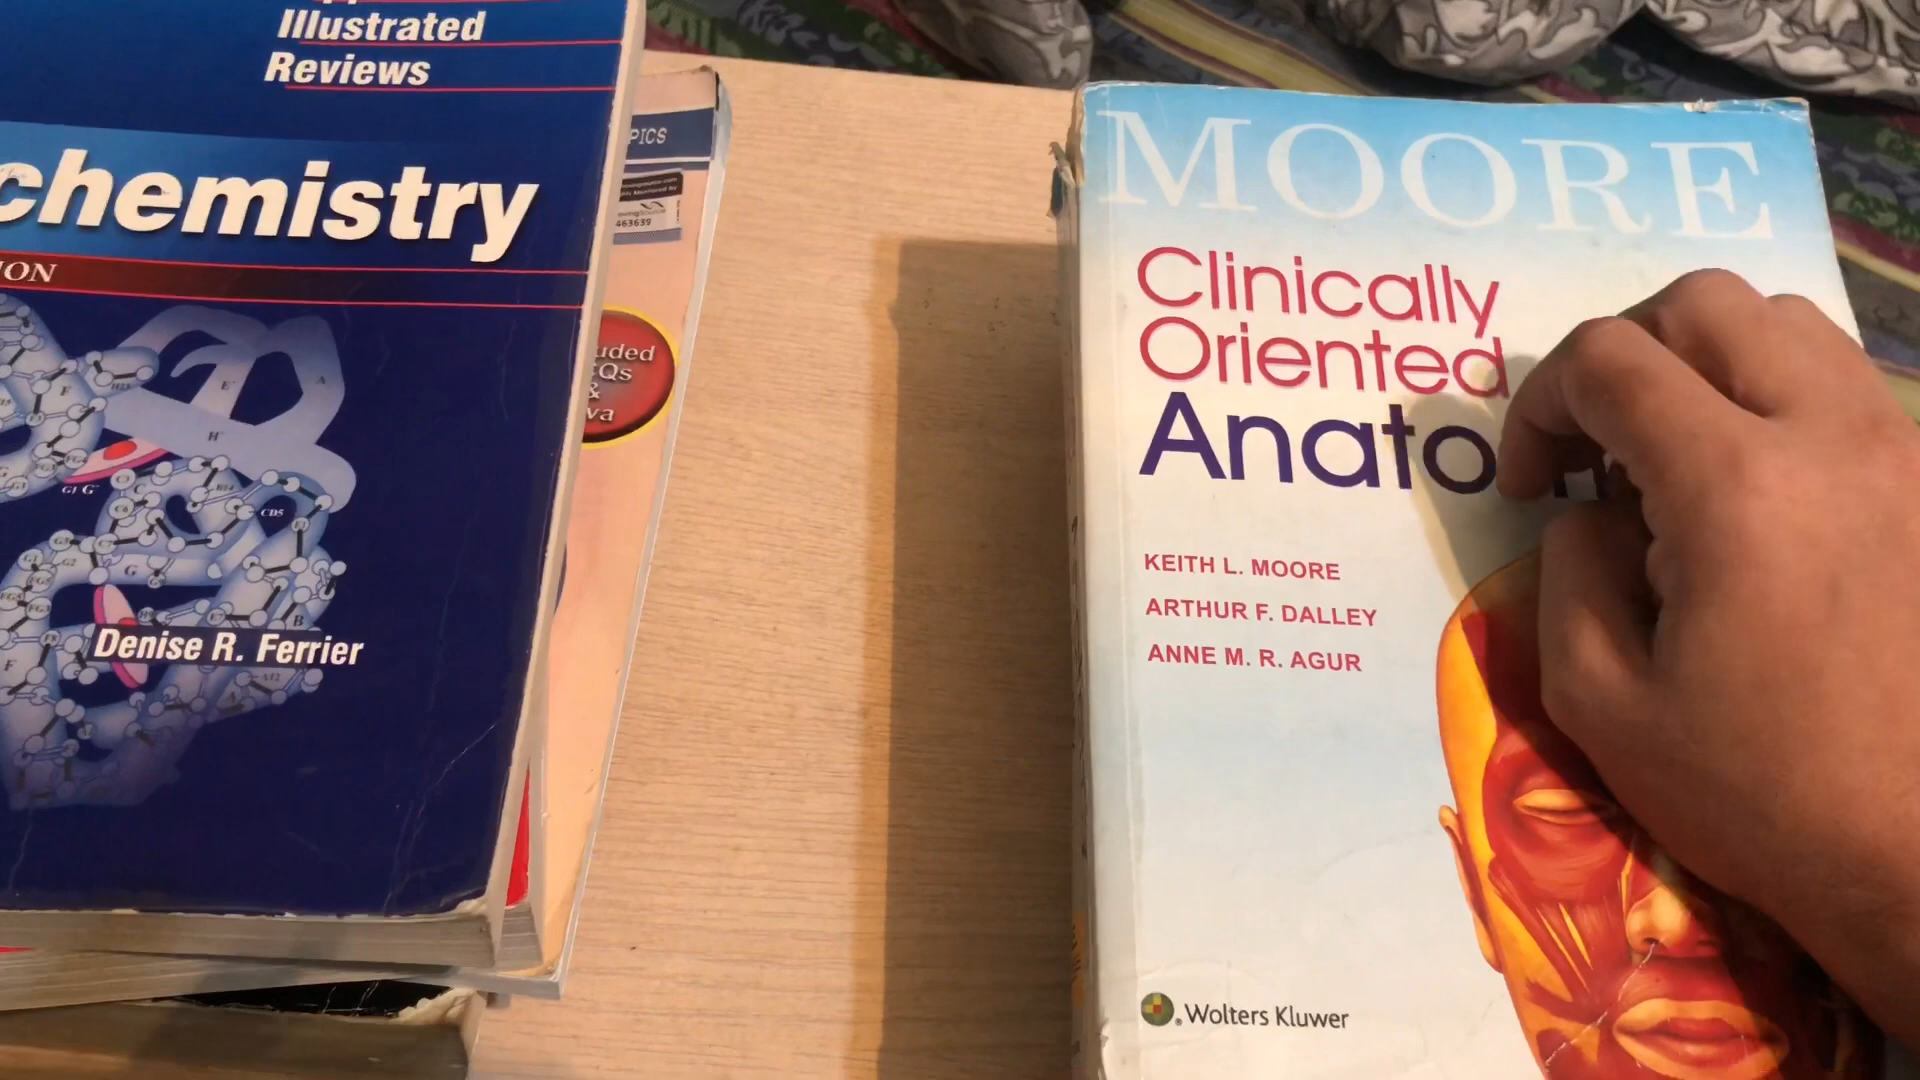 Illustrated
Reviews
chemistry
ION
Denise R. Ferrier
PICS
463639
uded
Qs
&
va
MOORE
Clinically
Oriented
Anato
KEITH L. MOORE
ARTHUR F. DALLEY
ANNE M. R. AGUR
Wolters Kluwer